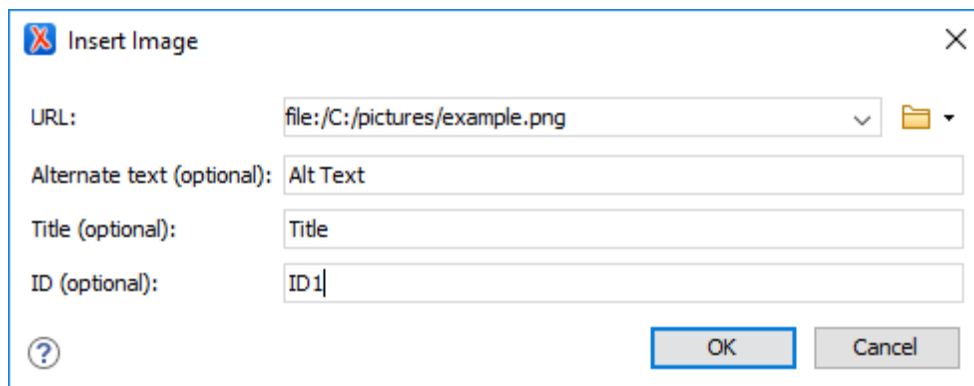 Insert Image
URL: file:/C:/pictures/example.png
Alternate text (optional): Alt Text
Title (optional): Title
ID (optional): ID1
? OK Cancel